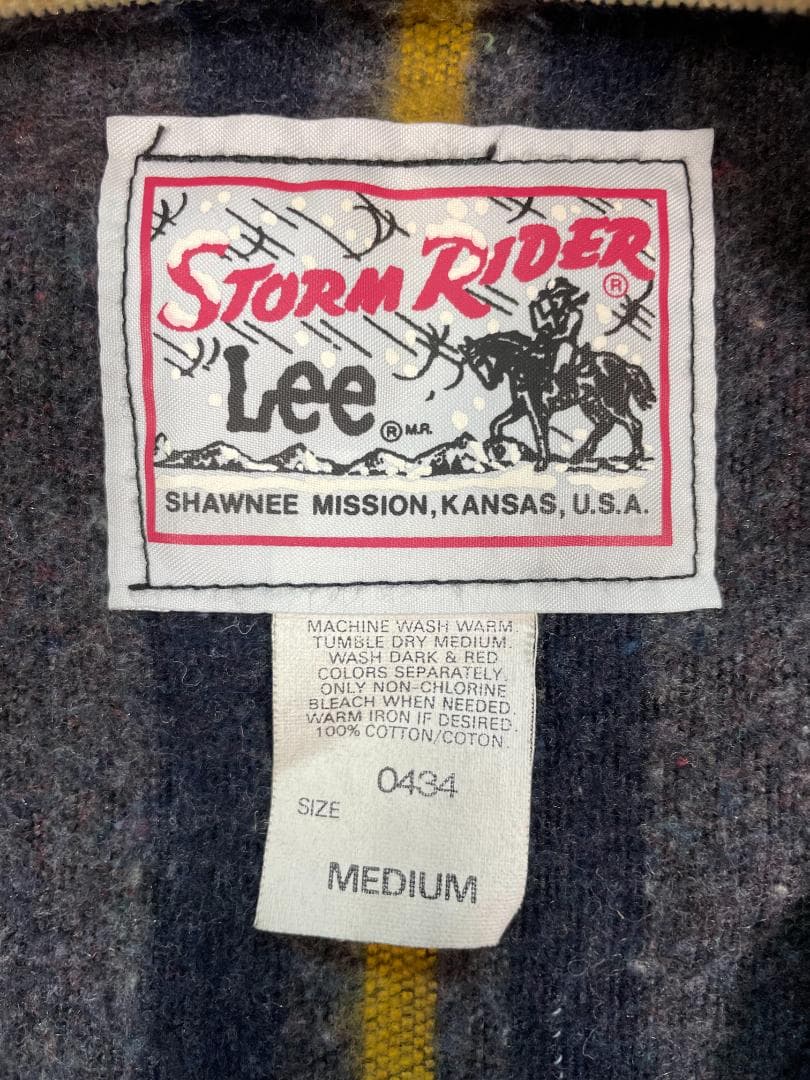 STORM RIDER ®
Lee ® M.R.
SHAWNEE MISSION, KANSAS, U.S.A.
MACHINE WASH WARM.
TUMBLE DRY MEDIUM.
WASH DARK & RED
COLORS SEPARATELY.
ONLY NON-CHLORINE
BLEACH WHEN NEEDED.
WARM IRON IF DESIRED.
100% COTTON/COTON.
0434
SIZE
MEDIUM